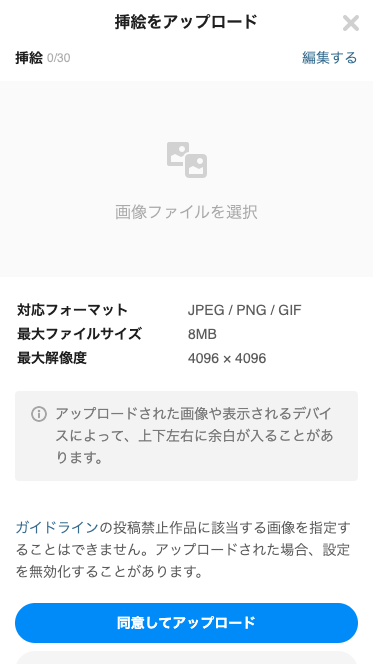 挿絵をアップロード
挿絵 0/30 編集する
画像ファイルを選択
対応フォーマット JPEG / PNG / GIF
最大ファイルサイズ 8MB
最大解像度 4096 × 4096
アップロードされた画像や表示されるデバイ
スによって、上下左右に余白が入ることがあ
ります。
ガイドラインの投稿禁止作品に該当する画像を指定す
ることはできません。アップロードされた場合、設定
を無効化することがあります。
同意してアップロード